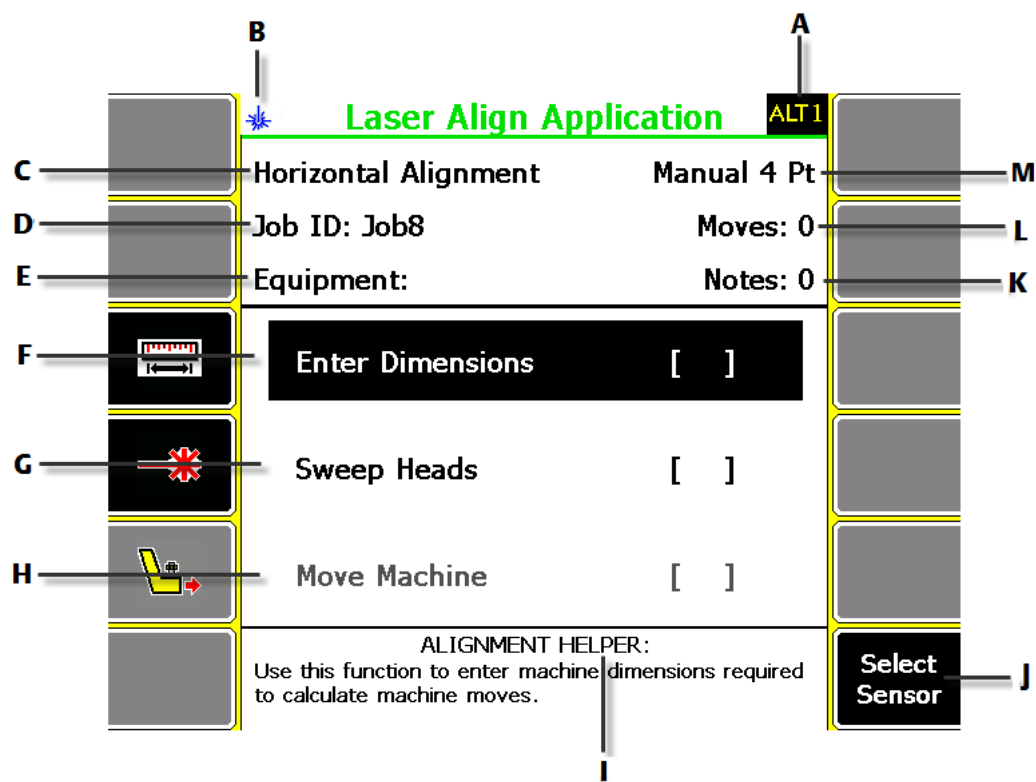 B A
Laser Align Application ALT1
C Horizontal Alignment Manual 4 Pt M
D Job ID: Job8 Moves: 0 L
E Equipment: Notes: 0 K
F Enter Dimensions [ ]
G Sweep Heads [ ]
H Move Machine [ ]
ALIGNMENT HELPER:
Use this function to enter machine dimensions required
to calculate machine moves.
Select
Sensor J
I